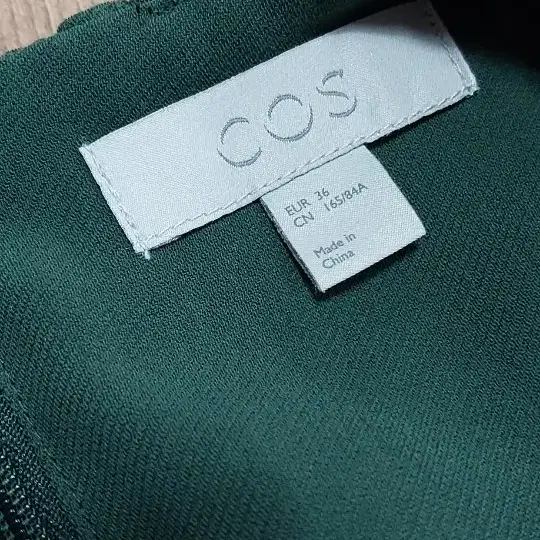 COS
EUR 36
CN 165/84A
Made in
China